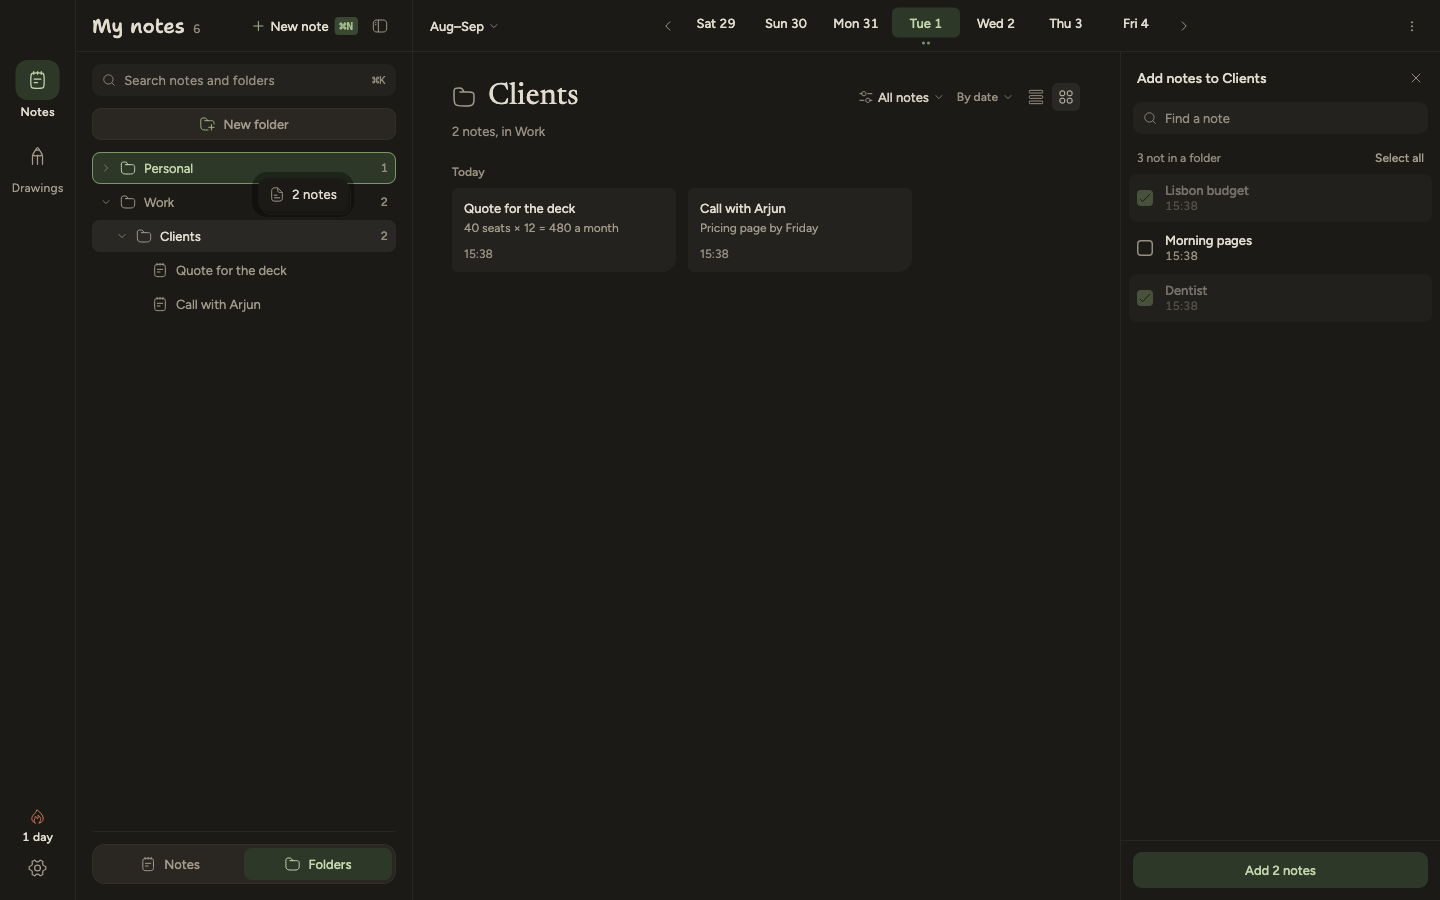 My notes 6
New note ⌘N
Aug–Sep
Sat 29
Sun 30
Mon 31
Tue 1
Wed 2
Thu 3
Fri 4
Notes
Drawings
1 day
Search notes and folders ⌘K
New folder
Personal 1
2 notes
Work 2
Clients 2
Quote for the deck
Call with Arjun
Notes
Folders
Clients
All notes
By date
2 notes, in Work
Today
Quote for the deck
40 seats × 12 = 480 a month
15:38
Call with Arjun
Pricing page by Friday
15:38
Add notes to Clients
Find a note
3 not in a folder
Select all
Lisbon budget
15:38
Morning pages
15:38
Dentist
15:38
Add 2 notes